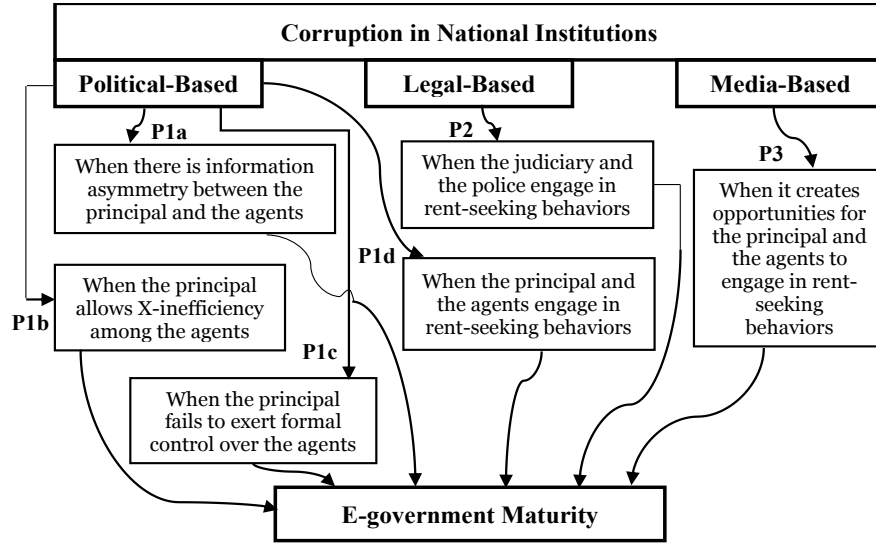 Corruption in National Institutions
Political-Based
Legal-Based
Media-Based
P1a
When there is information
asymmetry between the
principal and the agents
P2
When the judiciary and
the police engage in
rent-seeking behaviors
P3
When it creates
opportunities for
the principal and
the agents to
engage in rent-
seeking
behaviors
P1b
When the principal
allows X-inefficiency
among the agents
P1d
When the principal and
the agents engage in
rent-seeking behaviors
P1c
When the principal
fails to exert formal
control over the agents
E-government Maturity